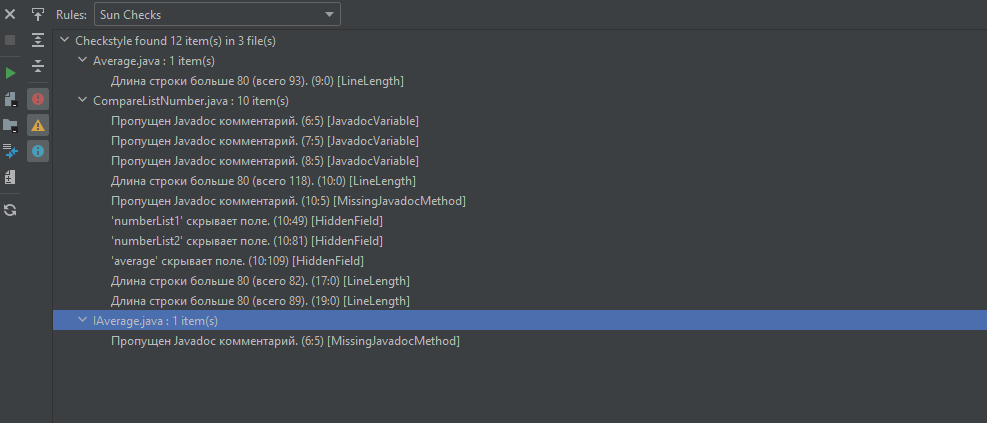 Rules: Sun Checks
Checkstyle found 12 item(s) in 3 file(s)
Average.java : 1 item(s)
Длина строки больше 80 (всего 93). (9:0) [LineLength]
CompareListNumber.java : 10 item(s)
Пропущен Javadoc комментарий. (6:5) [JavadocVariable]
Пропущен Javadoc комментарий. (7:5) [JavadocVariable]
Пропущен Javadoc комментарий. (8:5) [JavadocVariable]
Длина строки больше 80 (всего 118). (10:0) [LineLength]
Пропущен Javadoc комментарий. (10:5) [MissingJavadocMethod]
'numberList1' скрывает поле. (10:49) [HiddenField]
'numberList2' скрывает поле. (10:81) [HiddenField]
'average' скрывает поле. (10:109) [HiddenField]
Длина строки больше 80 (всего 82). (17:0) [LineLength]
Длина строки больше 80 (всего 89). (19:0) [LineLength]
IAverage.java : 1 item(s)
Пропущен Javadoc комментарий. (6:5) [MissingJavadocMethod]